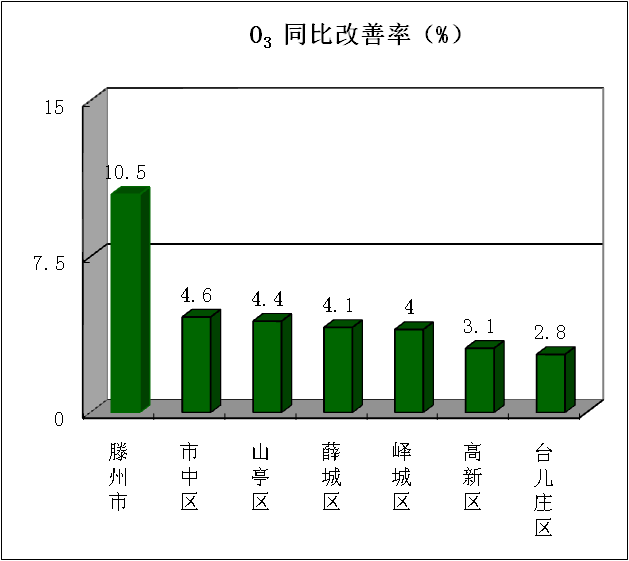 O₃ 同比改善率（%）
15
7.5
0
10.5
4.6
4.4
4.1
4
3.1
2.8
滕州市
市中区
山亭区
薛城区
峄城区
高新区
台儿庄区